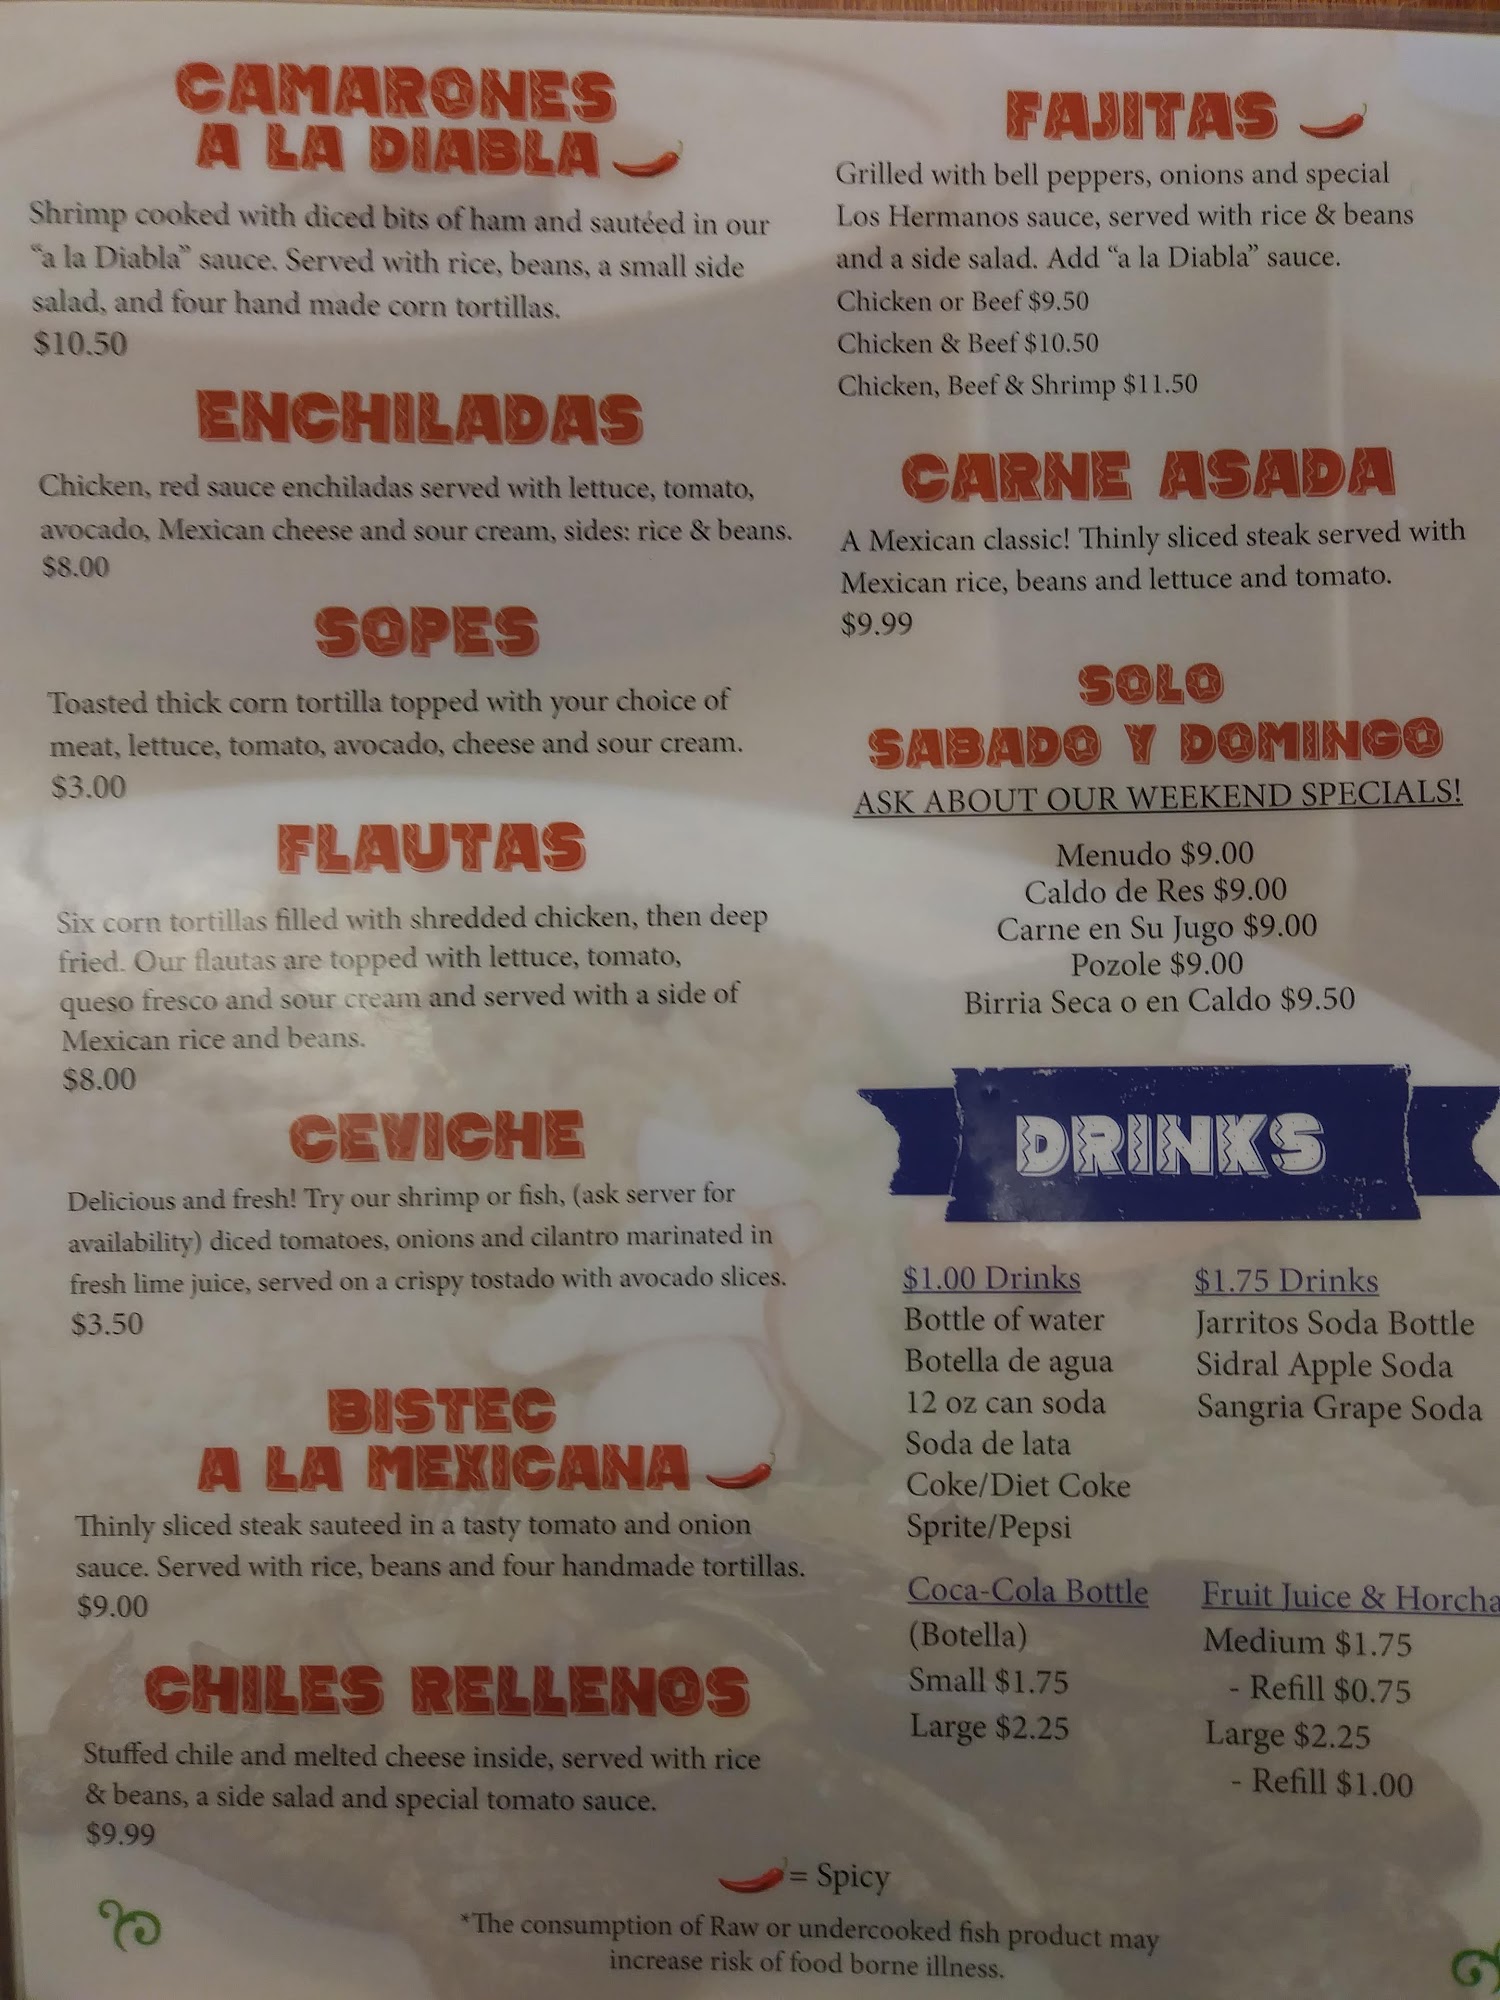 CAMARONES
A LA DIABLA
Shrimp cooked with diced bits of ham and sautéed in our
"a la Diabla" sauce. Served with rice, beans, a small side
salad, and four hand made corn tortillas.
$10.50
ENCHILADAS
Chicken, red sauce enchiladas served with lettuce, tomato,
avocado, Mexican cheese and sour cream, sides: rice & beans.
$8.00
SOPES
Toasted thick corn tortilla topped with your choice of
meat, lettuce, tomato, avocado, cheese and sour cream.
$3.00
FLAUTAS
Six corn tortillas filled with shredded chicken, then deep
fried. Our flautas are topped with lettuce, tomato,
queso fresco and sour cream and served with a side of
Mexican rice and beans.
$8.00
CEVICHE
Delicious and fresh! Try our shrimp or fish, (ask server for
availability) diced tomatoes, onions and cilantro marinated in
fresh lime juice, served on a crispy tostado with avocado slices.
$3.50
BISTEC
A LA MEXICANA
Thinly sliced steak sauteed in a tasty tomato and onion
sauce. Served with rice, beans and four handmade tortillas.
$9.00
CHILES RELLENOS
Stuffed chile and melted cheese inside, served with rice
& beans, a side salad and special tomato sauce.
$9.99
FAJITAS
Grilled with bell peppers, onions and special
Los Hermanos sauce, served with rice & beans
and a side salad. Add "a la Diabla" sauce.
Chicken or Beef $9.50
Chicken & Beef $10.50
Chicken, Beef & Shrimp $11.50
CARNE ASADA
A Mexican classic! Thinly sliced steak served with
Mexican rice, beans and lettuce and tomato.
$9.99
SOLO
SABADO Y DOMINGO
ASK ABOUT OUR WEEKEND SPECIALS!
Menudo $9.00
Caldo de Res $9.00
Carne en Su Jugo $9.00
Pozole $9.00
Birria Seca o en Caldo $9.50
DRINKS
$1.00 Drinks
Bottle of water
Botella de agua
12 oz can soda
Soda de lata
Coke/Diet Coke
Sprite/Pepsi
$1.75 Drinks
Jarritos Soda Bottle
Sidral Apple Soda
Sangria Grape Soda
Coca-Cola Bottle
(Botella)
Small $1.75
Large $2.25
Fruit Juice & Horcha
Medium $1.75
- Refill $0.75
Large $2.25
- Refill $1.00
= Spicy
*The consumption of Raw or undercooked fish product may
increase risk of food borne illness.